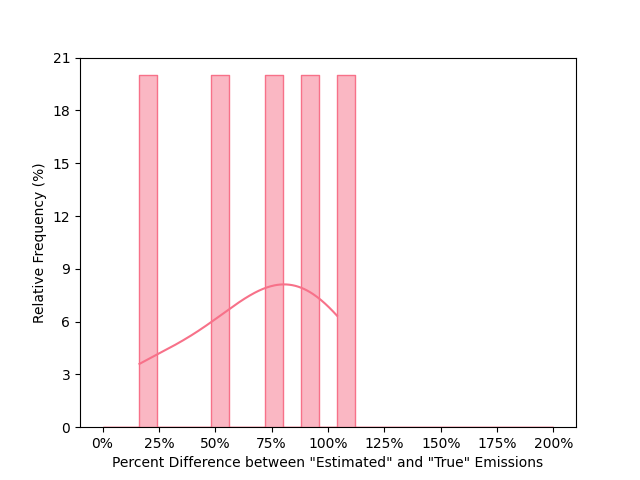 21
18
15
12
9
6
3
0
Relative Frequency (%)
0% 25% 50% 75% 100% 125% 150% 175% 200%
Percent Difference between "Estimated" and "True" Emissions